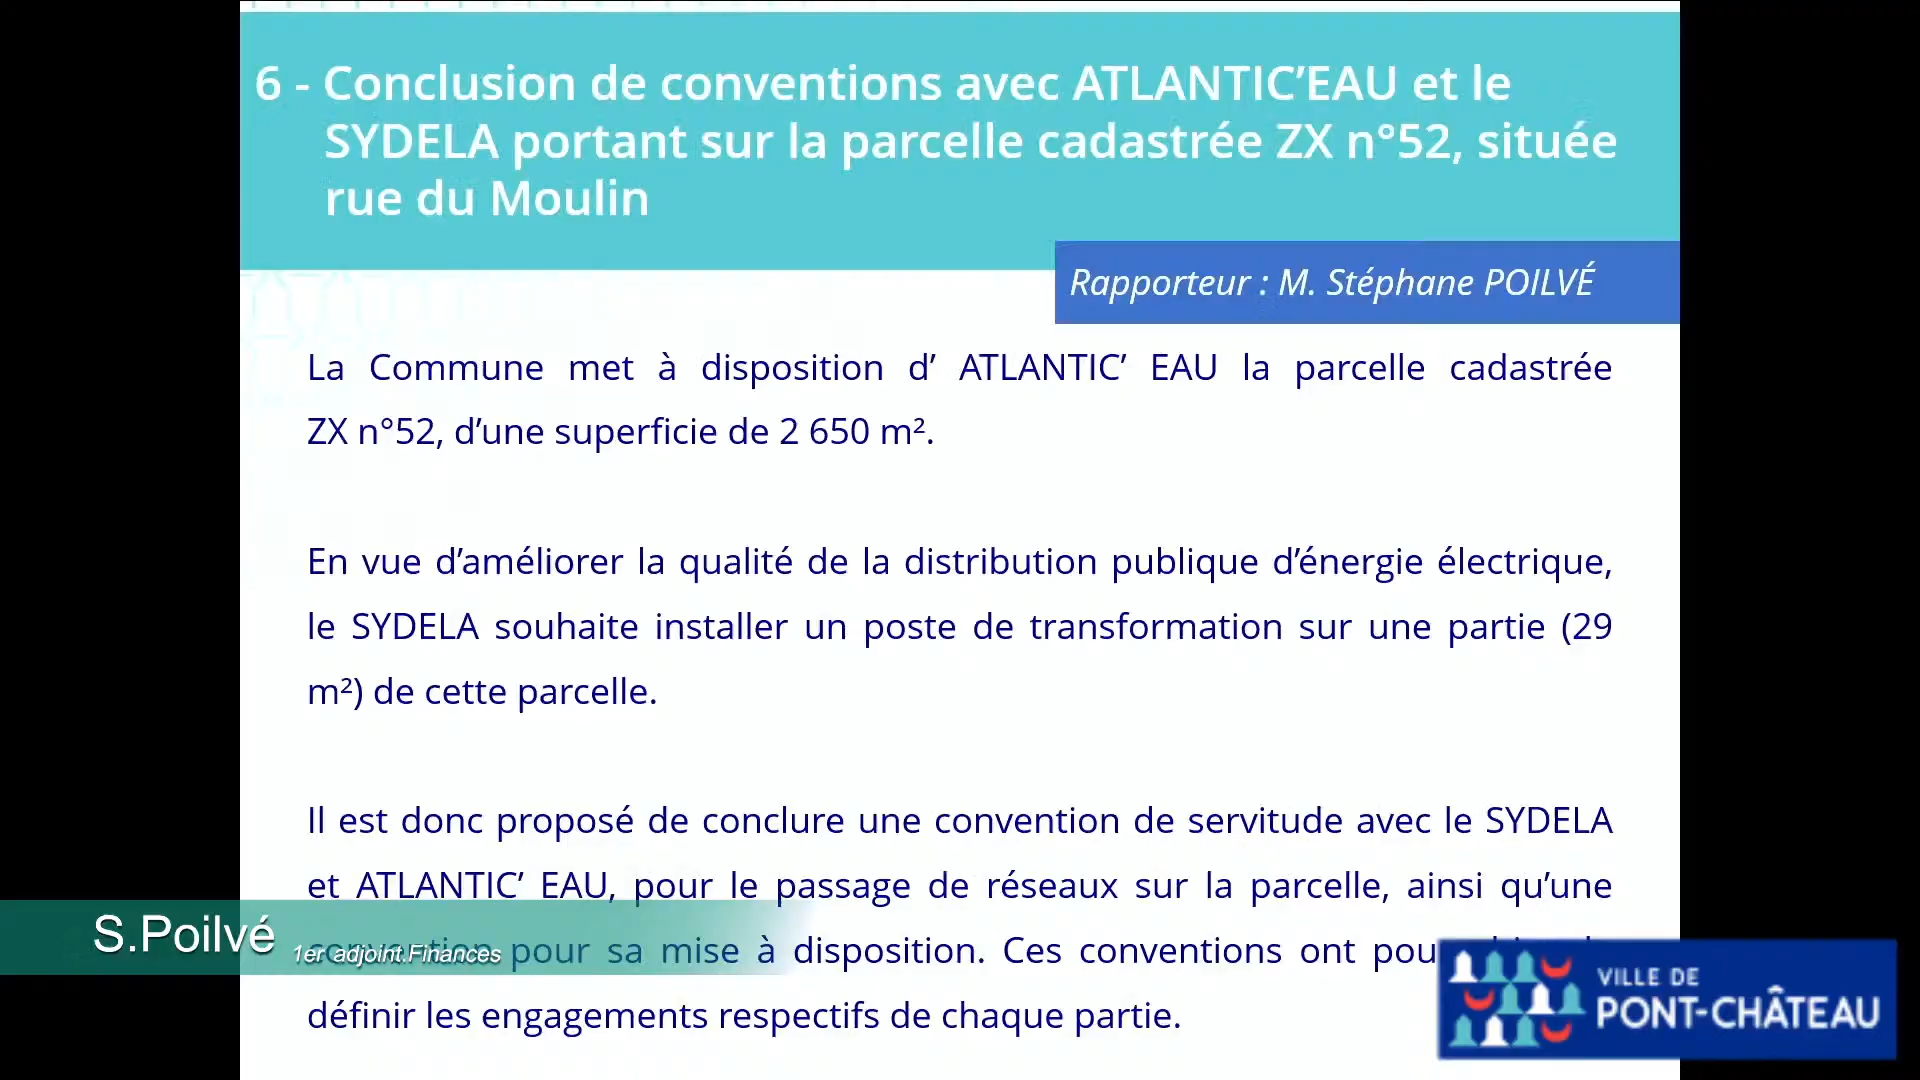 6 - Conclusion de conventions avec ATLANTIC’EAU et le
SYDELA portant sur la parcelle cadastrée ZX n°52, située
rue du Moulin
Rapporteur : M. Stéphane POILVÉ
La Commune met à disposition d’ ATLANTIC’ EAU la parcelle cadastrée
ZX n°52, d’une superficie de 2 650 m².
En vue d’améliorer la qualité de la distribution publique d’énergie électrique,
le SYDELA souhaite installer un poste de transformation sur une partie (29
m²) de cette parcelle.
Il est donc proposé de conclure une convention de servitude avec le SYDELA
et ATLANTIC’ EAU, pour le passage de réseaux sur la parcelle, ainsi qu’une
convention pour sa mise à disposition. Ces conventions ont
définir les engagements respectifs de chaque partie.
S.Poilvé 1er adjoint.Finances
VILLE DE
PONT-CHÂTEAU